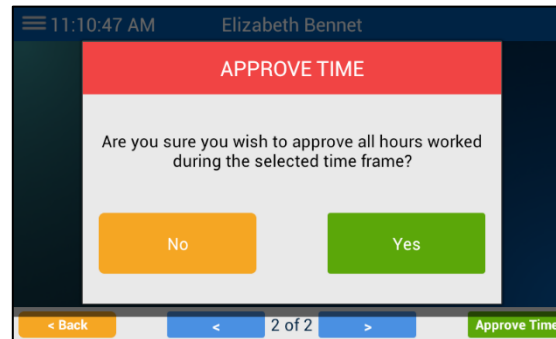 11:10:47 AM Elizabeth Bennet
APPROVE TIME
Are you sure you wish to approve all hours worked
during the selected time frame?
No Yes
< Back < 2 of 2 > Approve Time